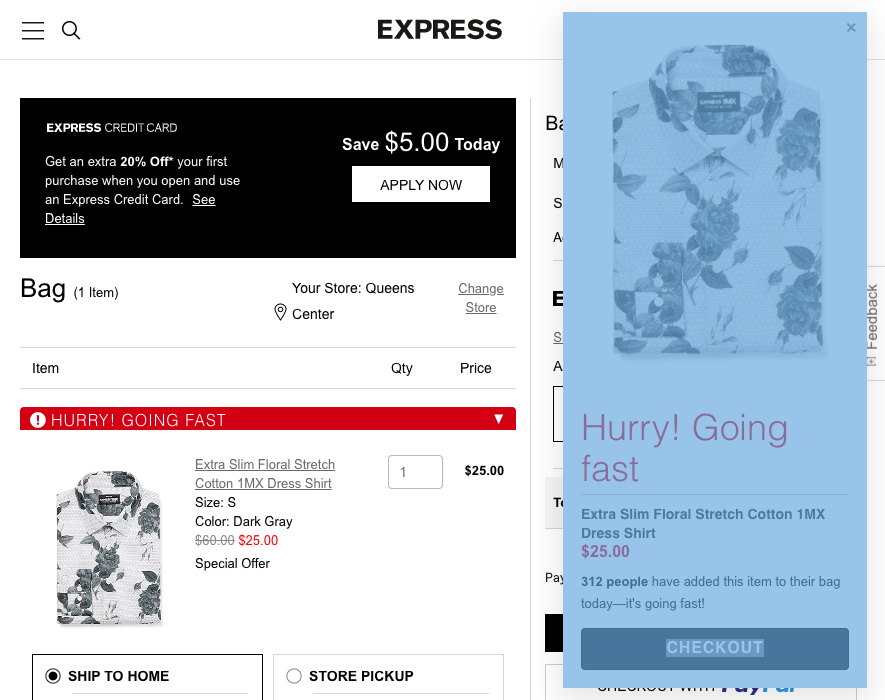 EXPRESS
EXPRESS CREDIT CARD
Get an extra 20% Off* your first
purchase when you open and use
an Express Credit Card. See
Details
Save $5.00 Today
APPLY NOW
Bag (1 Item)
Your Store: Queens
Center
Change
Store
Item Qty Price
HURRY! GOING FAST
Extra Slim Floral Stretch
Cotton 1MX Dress Shirt
Size: S
Color: Dark Gray
$60.00 $25.00
Special Offer
1
$25.00
SHIP TO HOME
STORE PICKUP
Pay
CHECKOUT WITH PayPal
×
EXPRESS 1MX
Hurry! Going
fast
Extra Slim Floral Stretch Cotton 1MX
Dress Shirt
$25.00
312 people have added this item to their bag
today—it's going fast!
CHECKOUT
Feedback